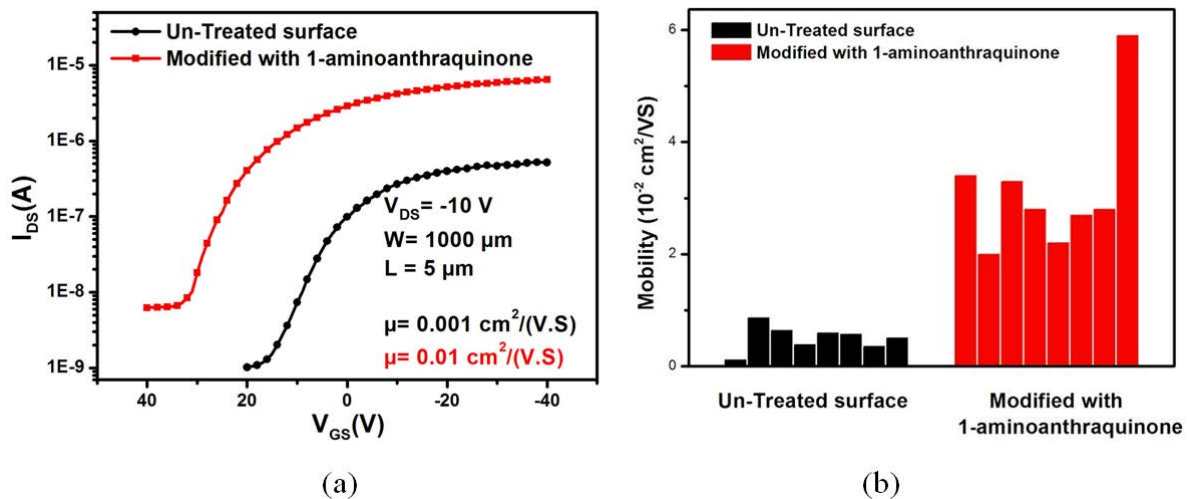 Un-Treated surface
Modified with 1-aminoanthraquinone
1E-5
1E-6
1E-7
1E-8
1E-9
I_DS(A)
V_DS= -10 V
W= 1000 µm
L = 5 µm
µ= 0.001 cm²/(V.S)
µ= 0.01 cm²/(V.S)
40 20 0 -20 -40
V_GS(V)
(a)
Un-Treated surface
Modified with 1-aminoanthraquinone
6
4
2
0
Mobility (10⁻² cm²/VS)
Un-Treated surface
Modified with
1-aminoanthraquinone
(b)